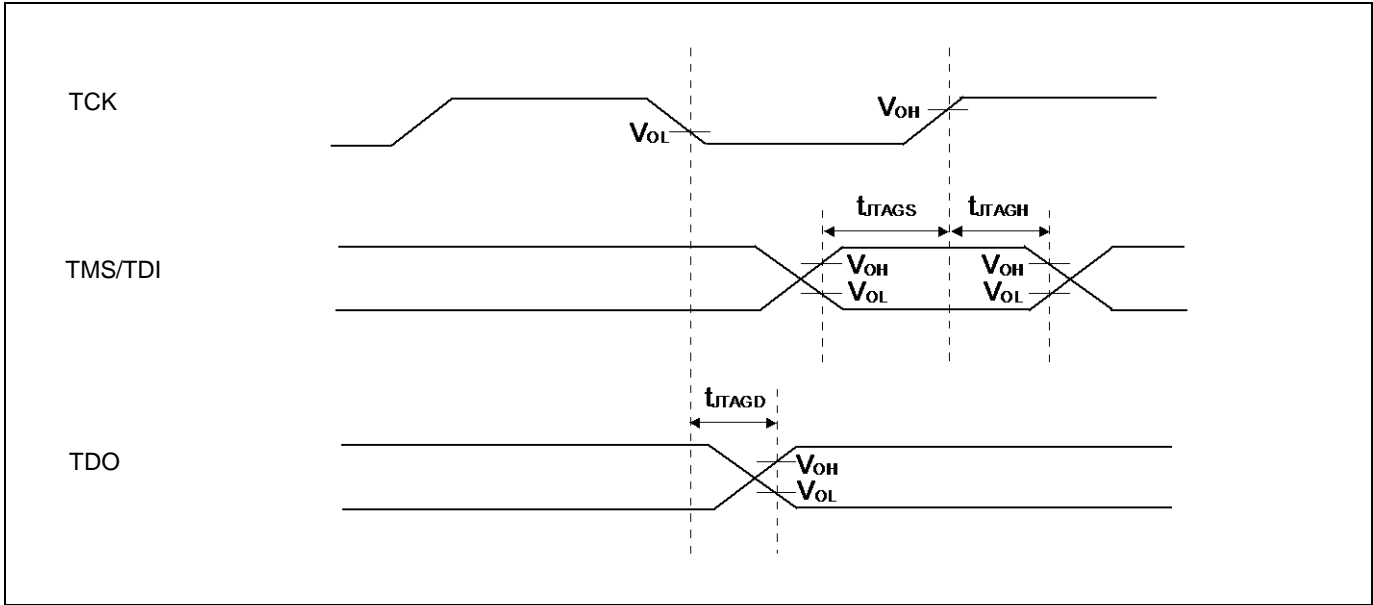 TCK
VOL
VOH
tJTAGS
tJTAGH
TMS/TDI
VOH
VOH
VOL
VOL
tJTAGD
TDO
VOH
VOL